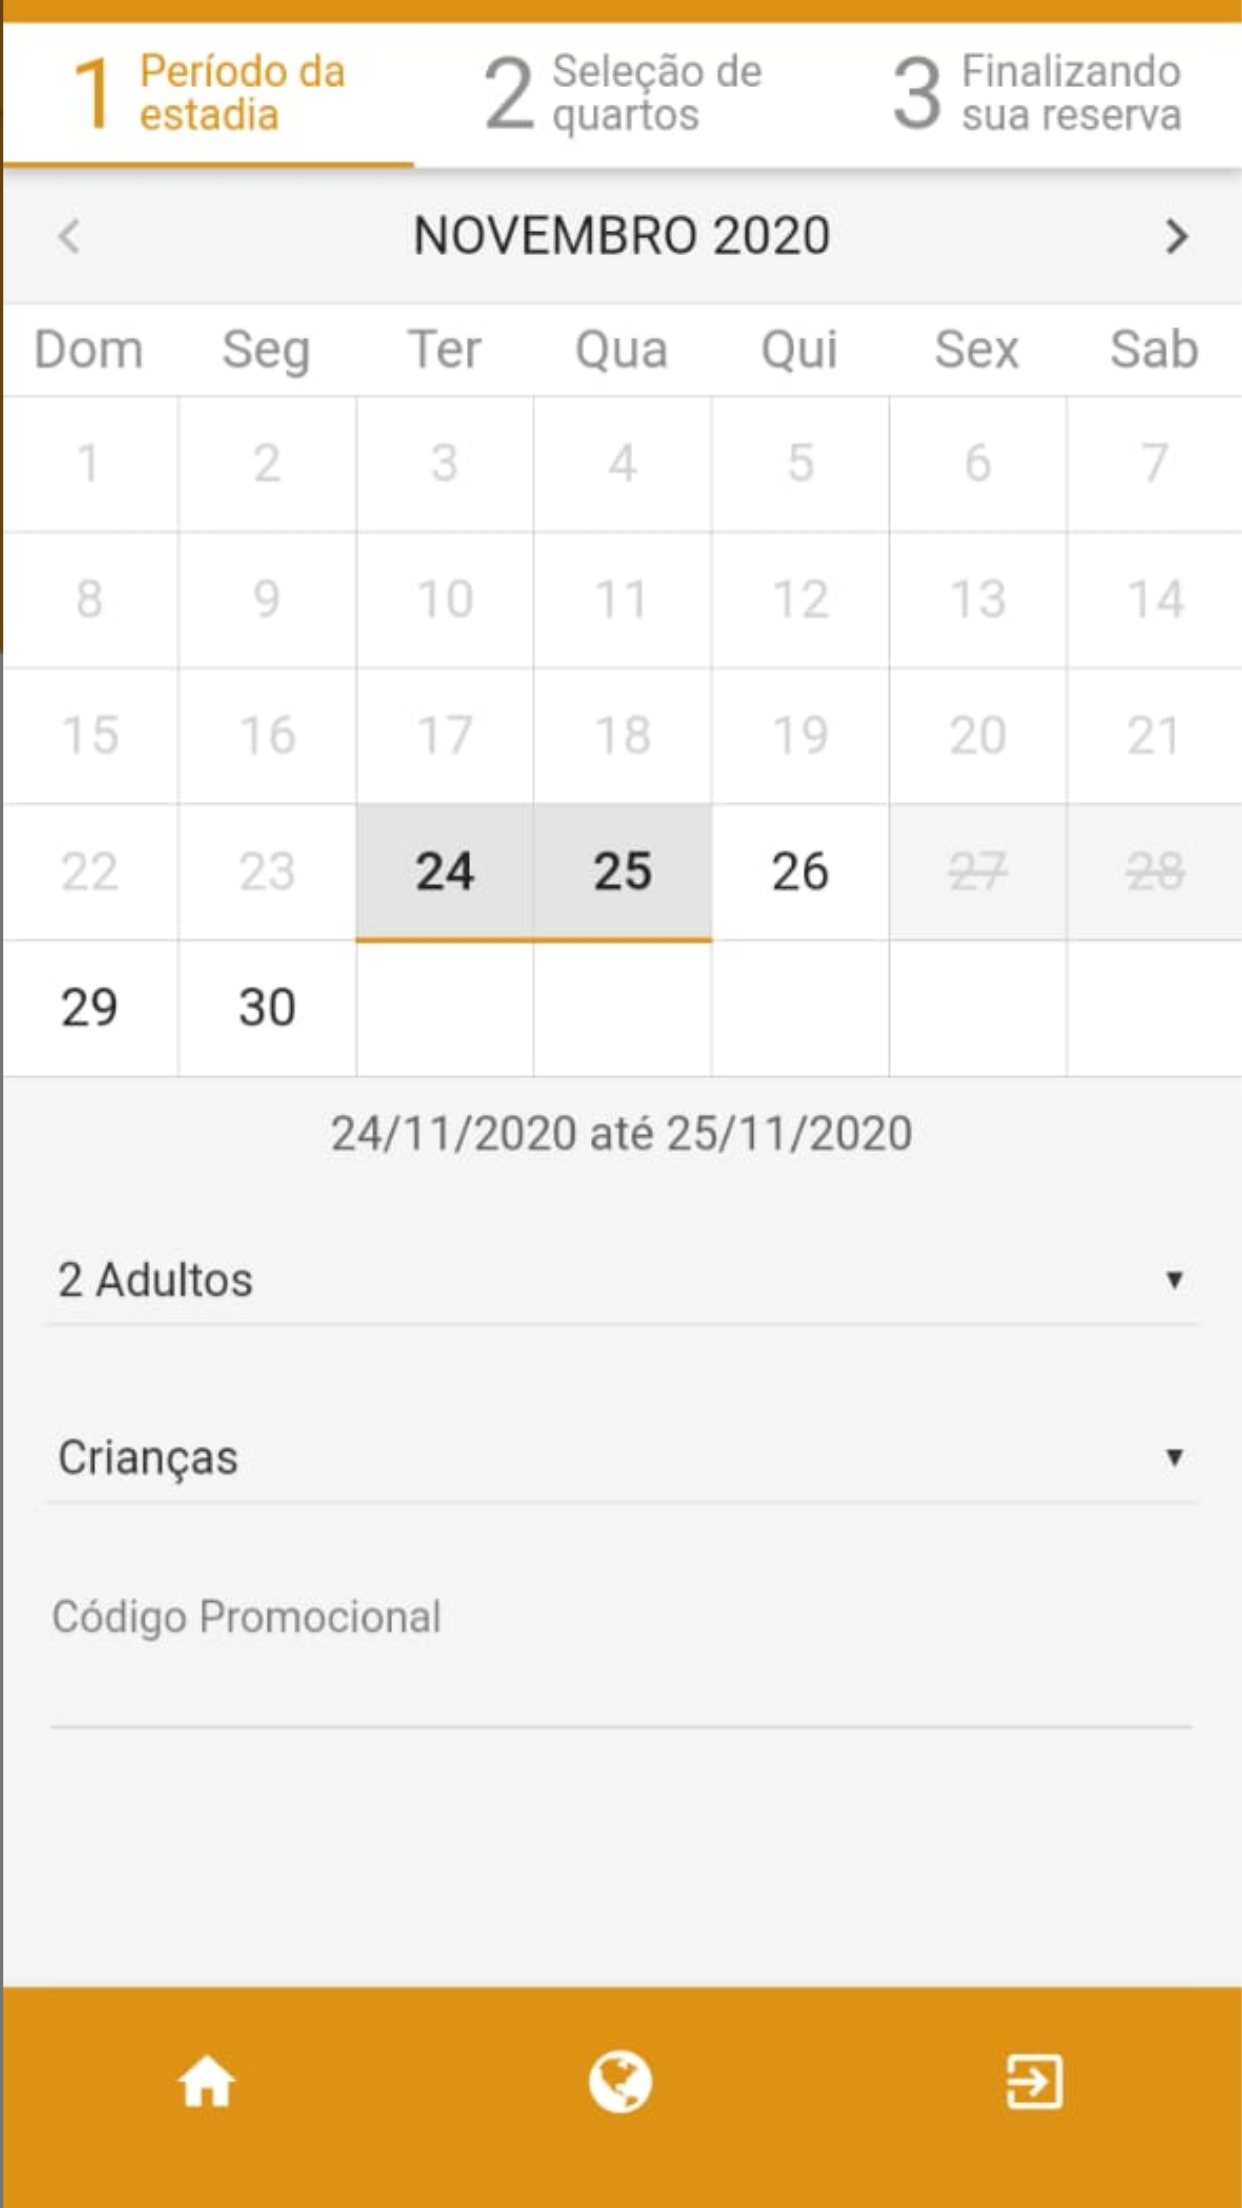 1 Período da estadia
2 Seleção de quartos
3 Finalizando sua reserva
NOVEMBRO 2020
Dom Seg Ter Qua Qui Sex Sab
1 2 3 4 5 6 7
8 9 10 11 12 13 14
15 16 17 18 19 20 21
22 23 24 25 26 27 28
29 30
24/11/2020 até 25/11/2020
2 Adultos
Crianças
Código Promocional